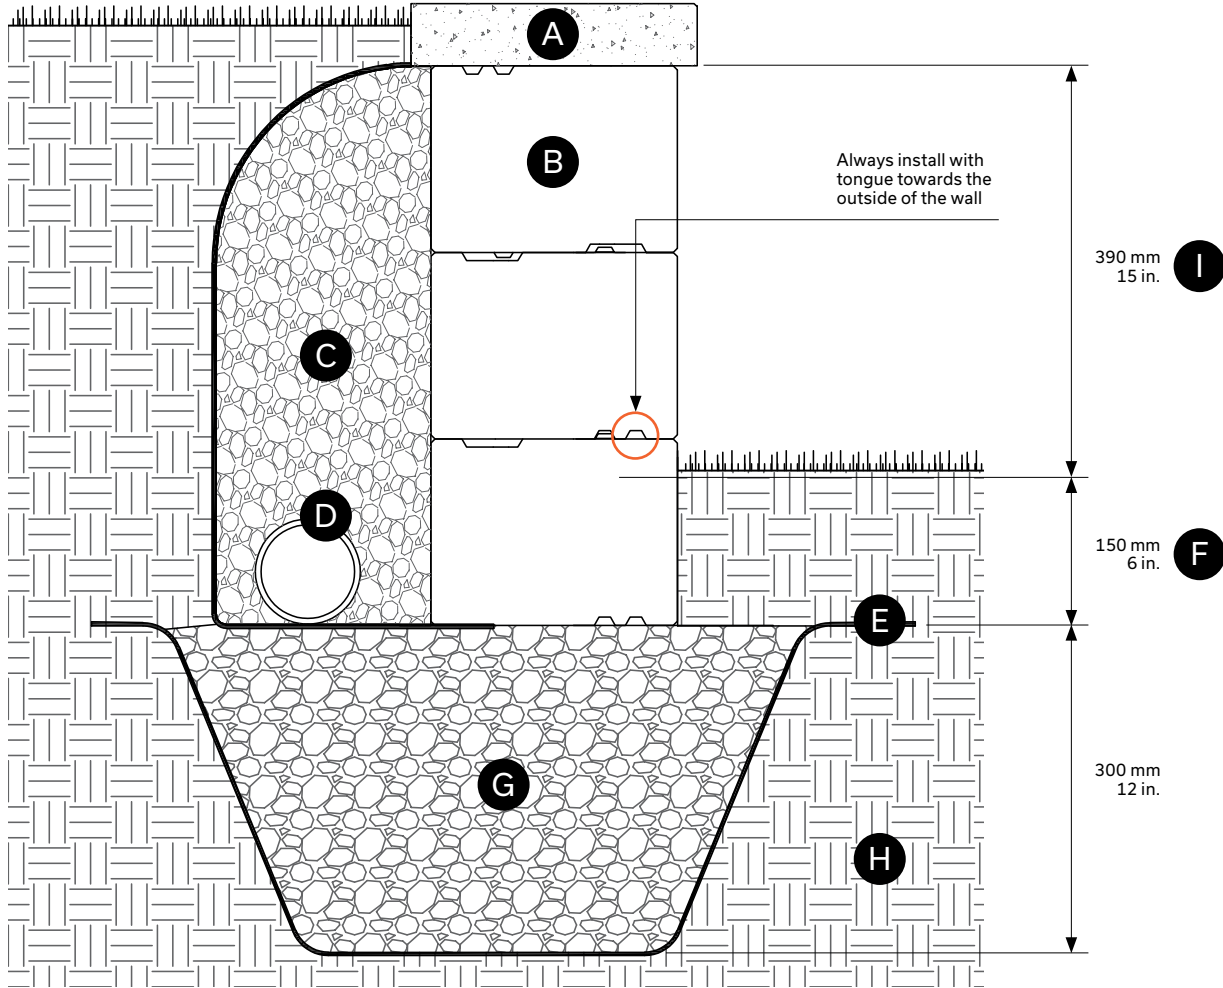 A
B
Always install with
tongue towards the
outside of the wall
390 mm
15 in.
I
C
D
150 mm
6 in.
F
E
G
300 mm
12 in.
H